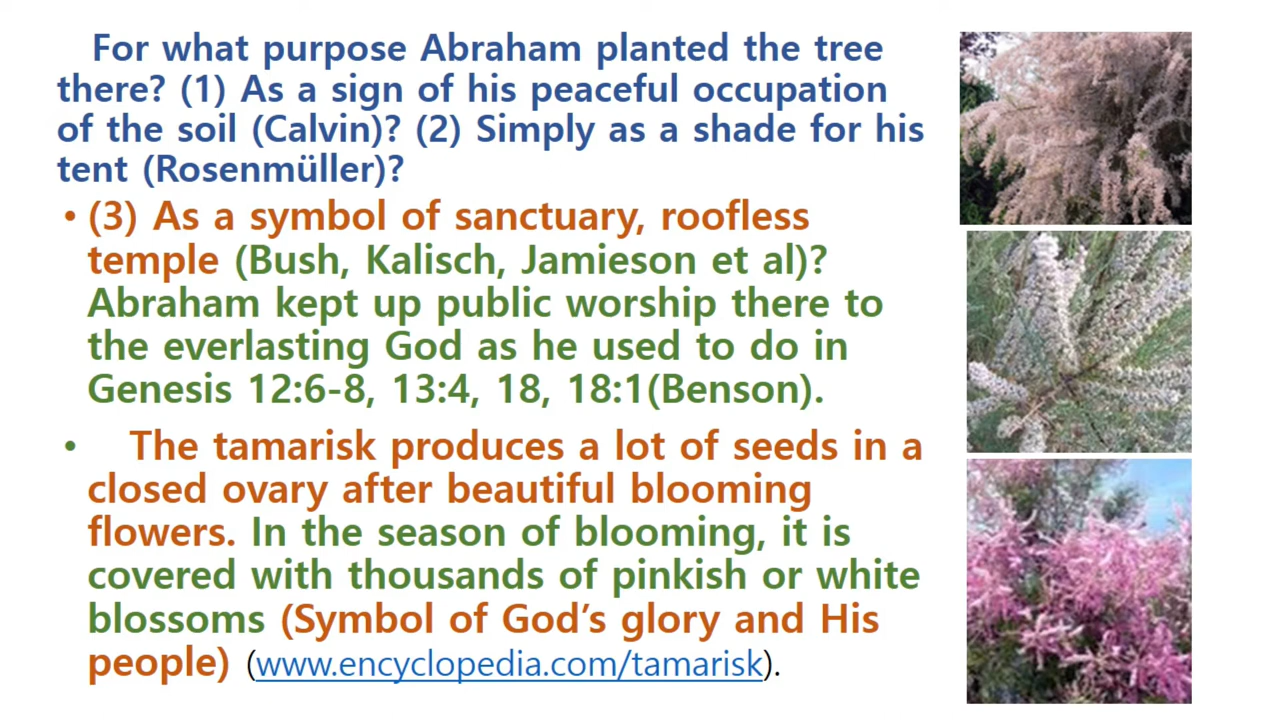 For what purpose Abraham planted the tree
there? (1) As a sign of his peaceful occupation
of the soil (Calvin)? (2) Simply as a shade for his
tent (Rosenmüller)?
• (3) As a symbol of sanctuary, roofless
temple (Bush, Kalisch, Jamieson et al)?
Abraham kept up public worship there to
the everlasting God as he used to do in
Genesis 12:6-8, 13:4, 18, 18:1(Benson).
• The tamarisk produces a lot of seeds in a
closed ovary after beautiful blooming
flowers. In the season of blooming, it is
covered with thousands of pinkish or white
blossoms (Symbol of God’s glory and His
people) (www.encyclopedia.com/tamarisk).